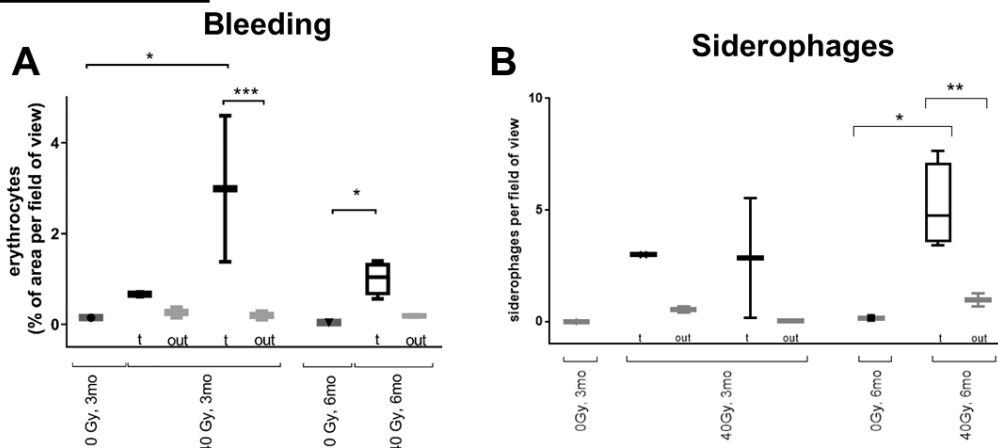 Bleeding
A
*
***
*
erythrocytes
(% of area per field of view)
4
2
0
t
out
t
out
t
out
0 Gy, 3mo
40 Gy, 3mo
0 Gy, 6mo
40 Gy, 6mo
Siderophages
B
**
*
siderophages per field of view
10
5
0
t
out
t
out
t
out
0Gy, 3mo
40Gy, 3mo
0Gy, 6mo
40Gy, 6mo